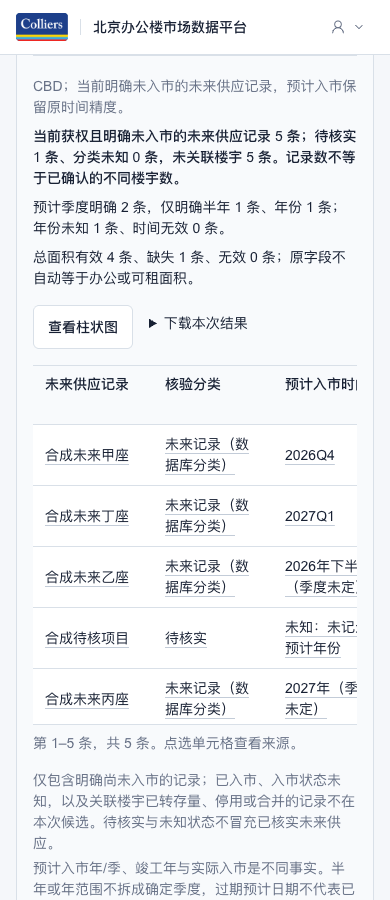 Colliers
北京办公楼市场数据平台
CBD；当前明确未入市的未来供应记录，预计入市保
留原时间精度。
当前获权且明确未入市的未来供应记录 5 条；待核实
1 条、分类未知 0 条，未关联楼宇 5 条。记录数不等
于已确认的不同楼宇数。
预计季度明确 2 条，仅明确半年 1 条、年份 1 条；
年份未知 1 条、时间无效 0 条。
总面积有效 4 条、缺失 1 条、无效 0 条；原字段不
自动等于办公或可租面积。
查看柱状图
▶ 下载本次结果
未来供应记录 核验分类 预计入市时
合成未来甲座 未来记录（数
据库分类） 2026Q4
合成未来丁座 未来记录（数
据库分类） 2027Q1
合成未来乙座 未来记录（数
据库分类） 2026年下半
（季度未定
合成待核项目 待核实 未知：未记
预计年份
合成未来丙座 未来记录（数
据库分类） 2027年（季
未定）
第 1–5 条，共 5 条。点选单元格查看来源。
仅包含明确尚未入市的记录；已入市、入市状态未
知，以及关联楼宇已转存量、停用或合并的记录不在
本次候选。待核实与未知状态不冒充已核实未来供
应。
预计入市年/季、竣工年与实际入市是不同事实。半
年或年范围不拆成确定季度，过期预计日期不代表已